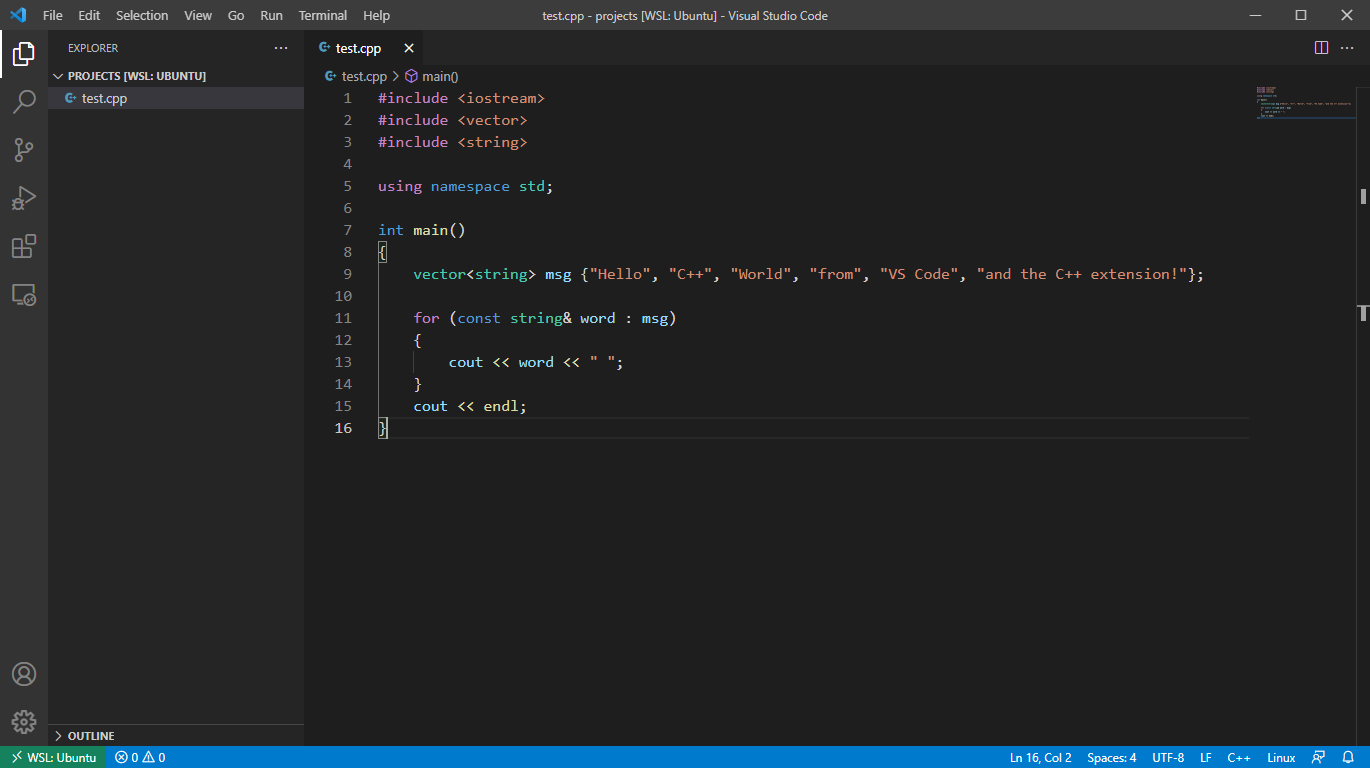 File Edit Selection View Go Run Terminal Help
test.cpp - projects [WSL: Ubuntu] - Visual Studio Code
EXPLORER
PROJECTS [WSL: UBUNTU]
test.cpp
OUTLINE
test.cpp
test.cpp > main()
1 #include <iostream>
2 #include <vector>
3 #include <string>
4
5 using namespace std;
6
7 int main()
8 {
9     vector<string> msg {"Hello", "C++", "World", "from", "VS Code", "and the C++ extension!"};
10
11     for (const string& word : msg)
12     {
13         cout << word << " ";
14     }
15     cout << endl;
16 }
WSL: Ubuntu 0 0 Ln 16, Col 2 Spaces: 4 UTF-8 LF C++ Linux